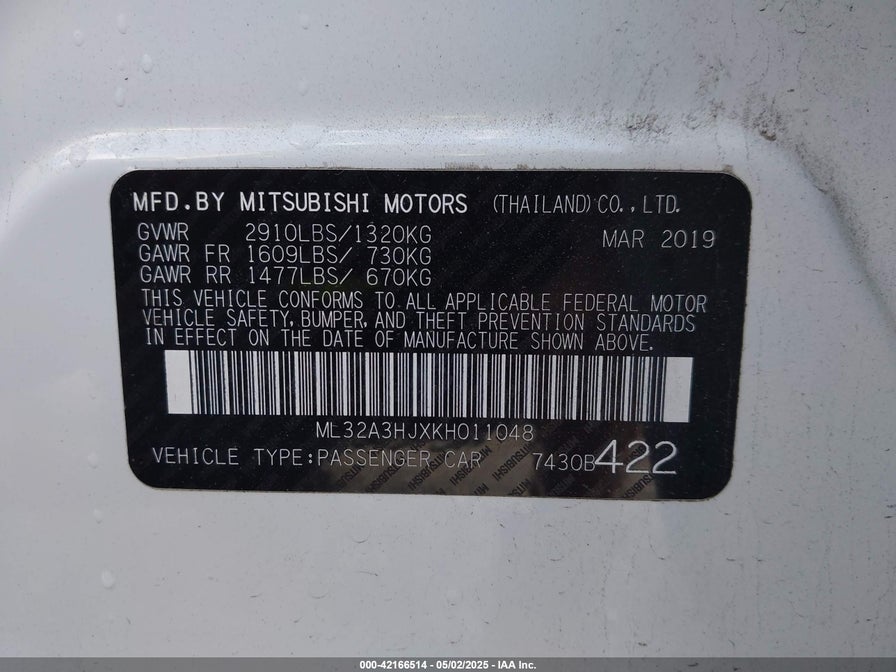 MFD.BY MITSUBISHI MOTORS (THAILAND) CO., LTD.
GVWR 2910LBS/1320KG MAR 2019
GAWR FR 1609LBS/ 730KG
GAWR RR 1477LBS/ 670KG
THIS VEHICLE CONFORMS TO ALL APPLICABLE FEDERAL MOTOR
VEHICLE SAFETY, BUMPER, AND THEFT PREVENTION STANDARDS
IN EFFECT ON THE DATE OF MANUFACTURE SHOWN ABOVE.
ML32A3HJXKH011048
VEHICLE TYPE:PASSENGER CAR 7430B422
000-42166514 - 05/02/2025 - IAA Inc.